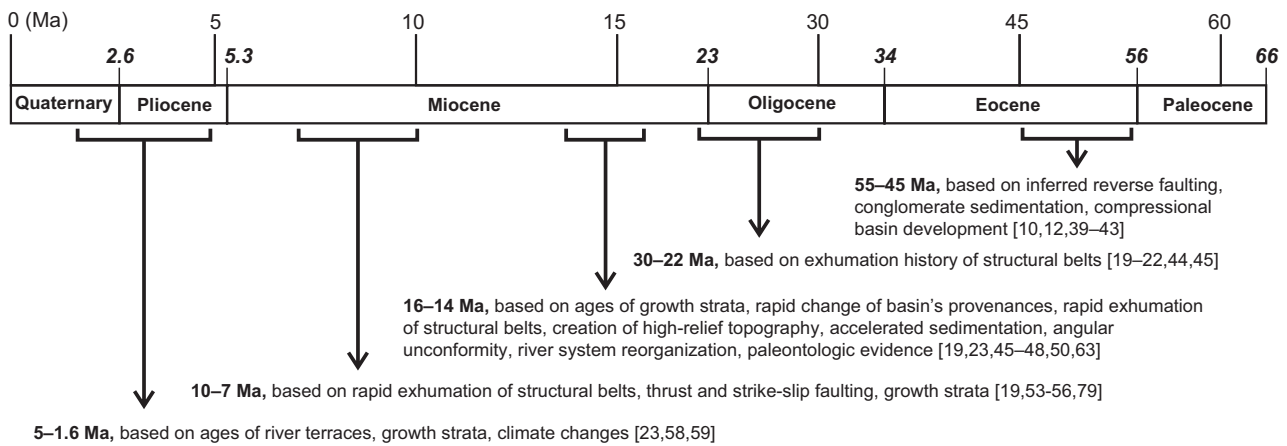 0 (Ma) 5 10 15 30 45 60
2.6 5.3 23 34 56 66
Quaternary Pliocene Miocene Oligocene Eocene Paleocene
55–45 Ma, based on inferred reverse faulting,
conglomerate sedimentation, compressional
basin development [10,12,39–43]
30–22 Ma, based on exhumation history of structural belts [19–22,44,45]
16–14 Ma, based on ages of growth strata, rapid change of basin's provenances, rapid exhumation
of structural belts, creation of high-relief topography, accelerated sedimentation, angular
unconformity, river system reorganization, paleontologic evidence [19,23,45–48,50,63]
10–7 Ma, based on rapid exhumation of structural belts, thrust and strike-slip faulting, growth strata [19,53-56,79]
5–1.6 Ma, based on ages of river terraces, growth strata, climate changes [23,58,59]